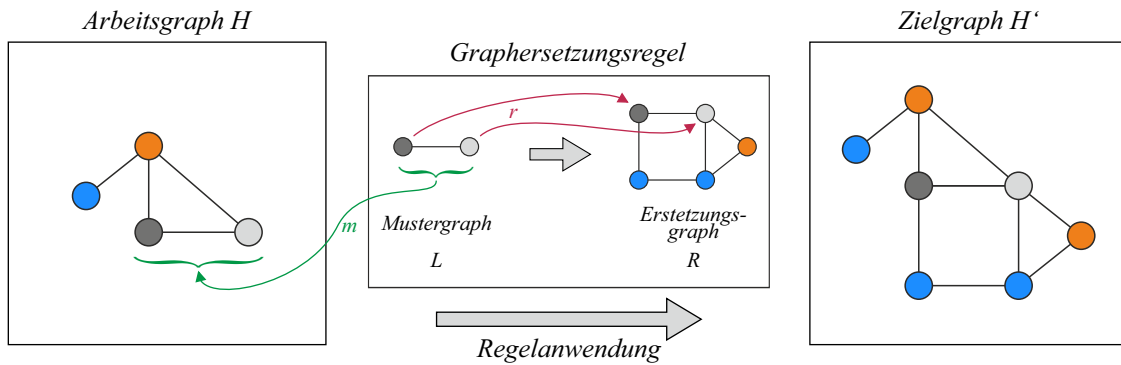 Arbeitsgraph H
Graphersetzungsregel
Zielgraph H‘
r
m
Mustergraph
L
Erstetzungs-
graph
R
Regelanwendung